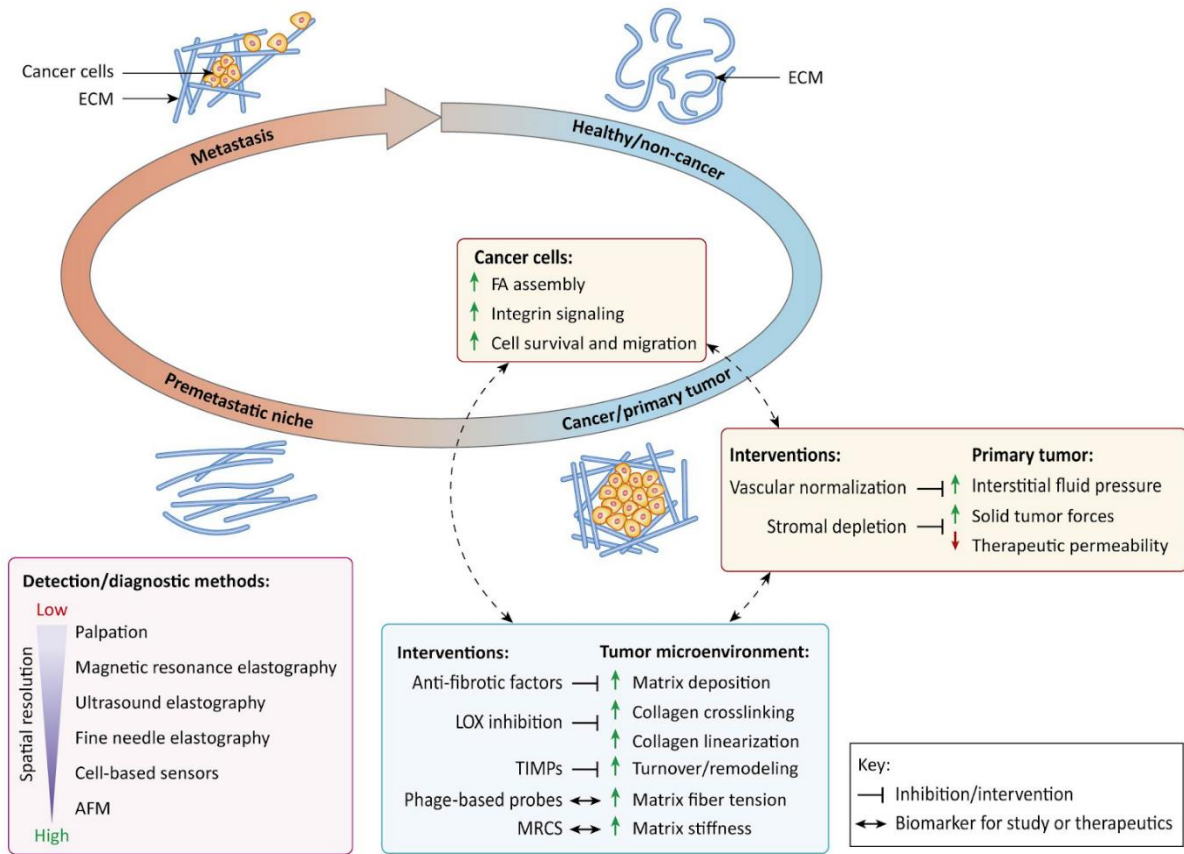 Cancer cells
ECM
ECM
Metastasis
Healthy/non-cancer
Cancer cells:
FA assembly
Integrin signaling
Cell survival and migration
Premetastatic niche
Cancer/primary tumor
Interventions:
Primary tumor:
Vascular normalization
Interstitial fluid pressure
Stromal depletion
Solid tumor forces
Therapeutic permeability
Detection/diagnostic methods:
Low
Spatial resolution
Palpation
Magnetic resonance elastography
Ultrasound elastography
Fine needle elastography
Cell-based sensors
AFM
High
Interventions:
Tumor microenvironment:
Anti-fibrotic factors
Matrix deposition
LOX inhibition
Collagen crosslinking
Collagen linearization
TIMPs
Turnover/remodeling
Phage-based probes
Matrix fiber tension
MRCS
Matrix stiffness
Key:
Inhibition/intervention
Biomarker for study or therapeutics